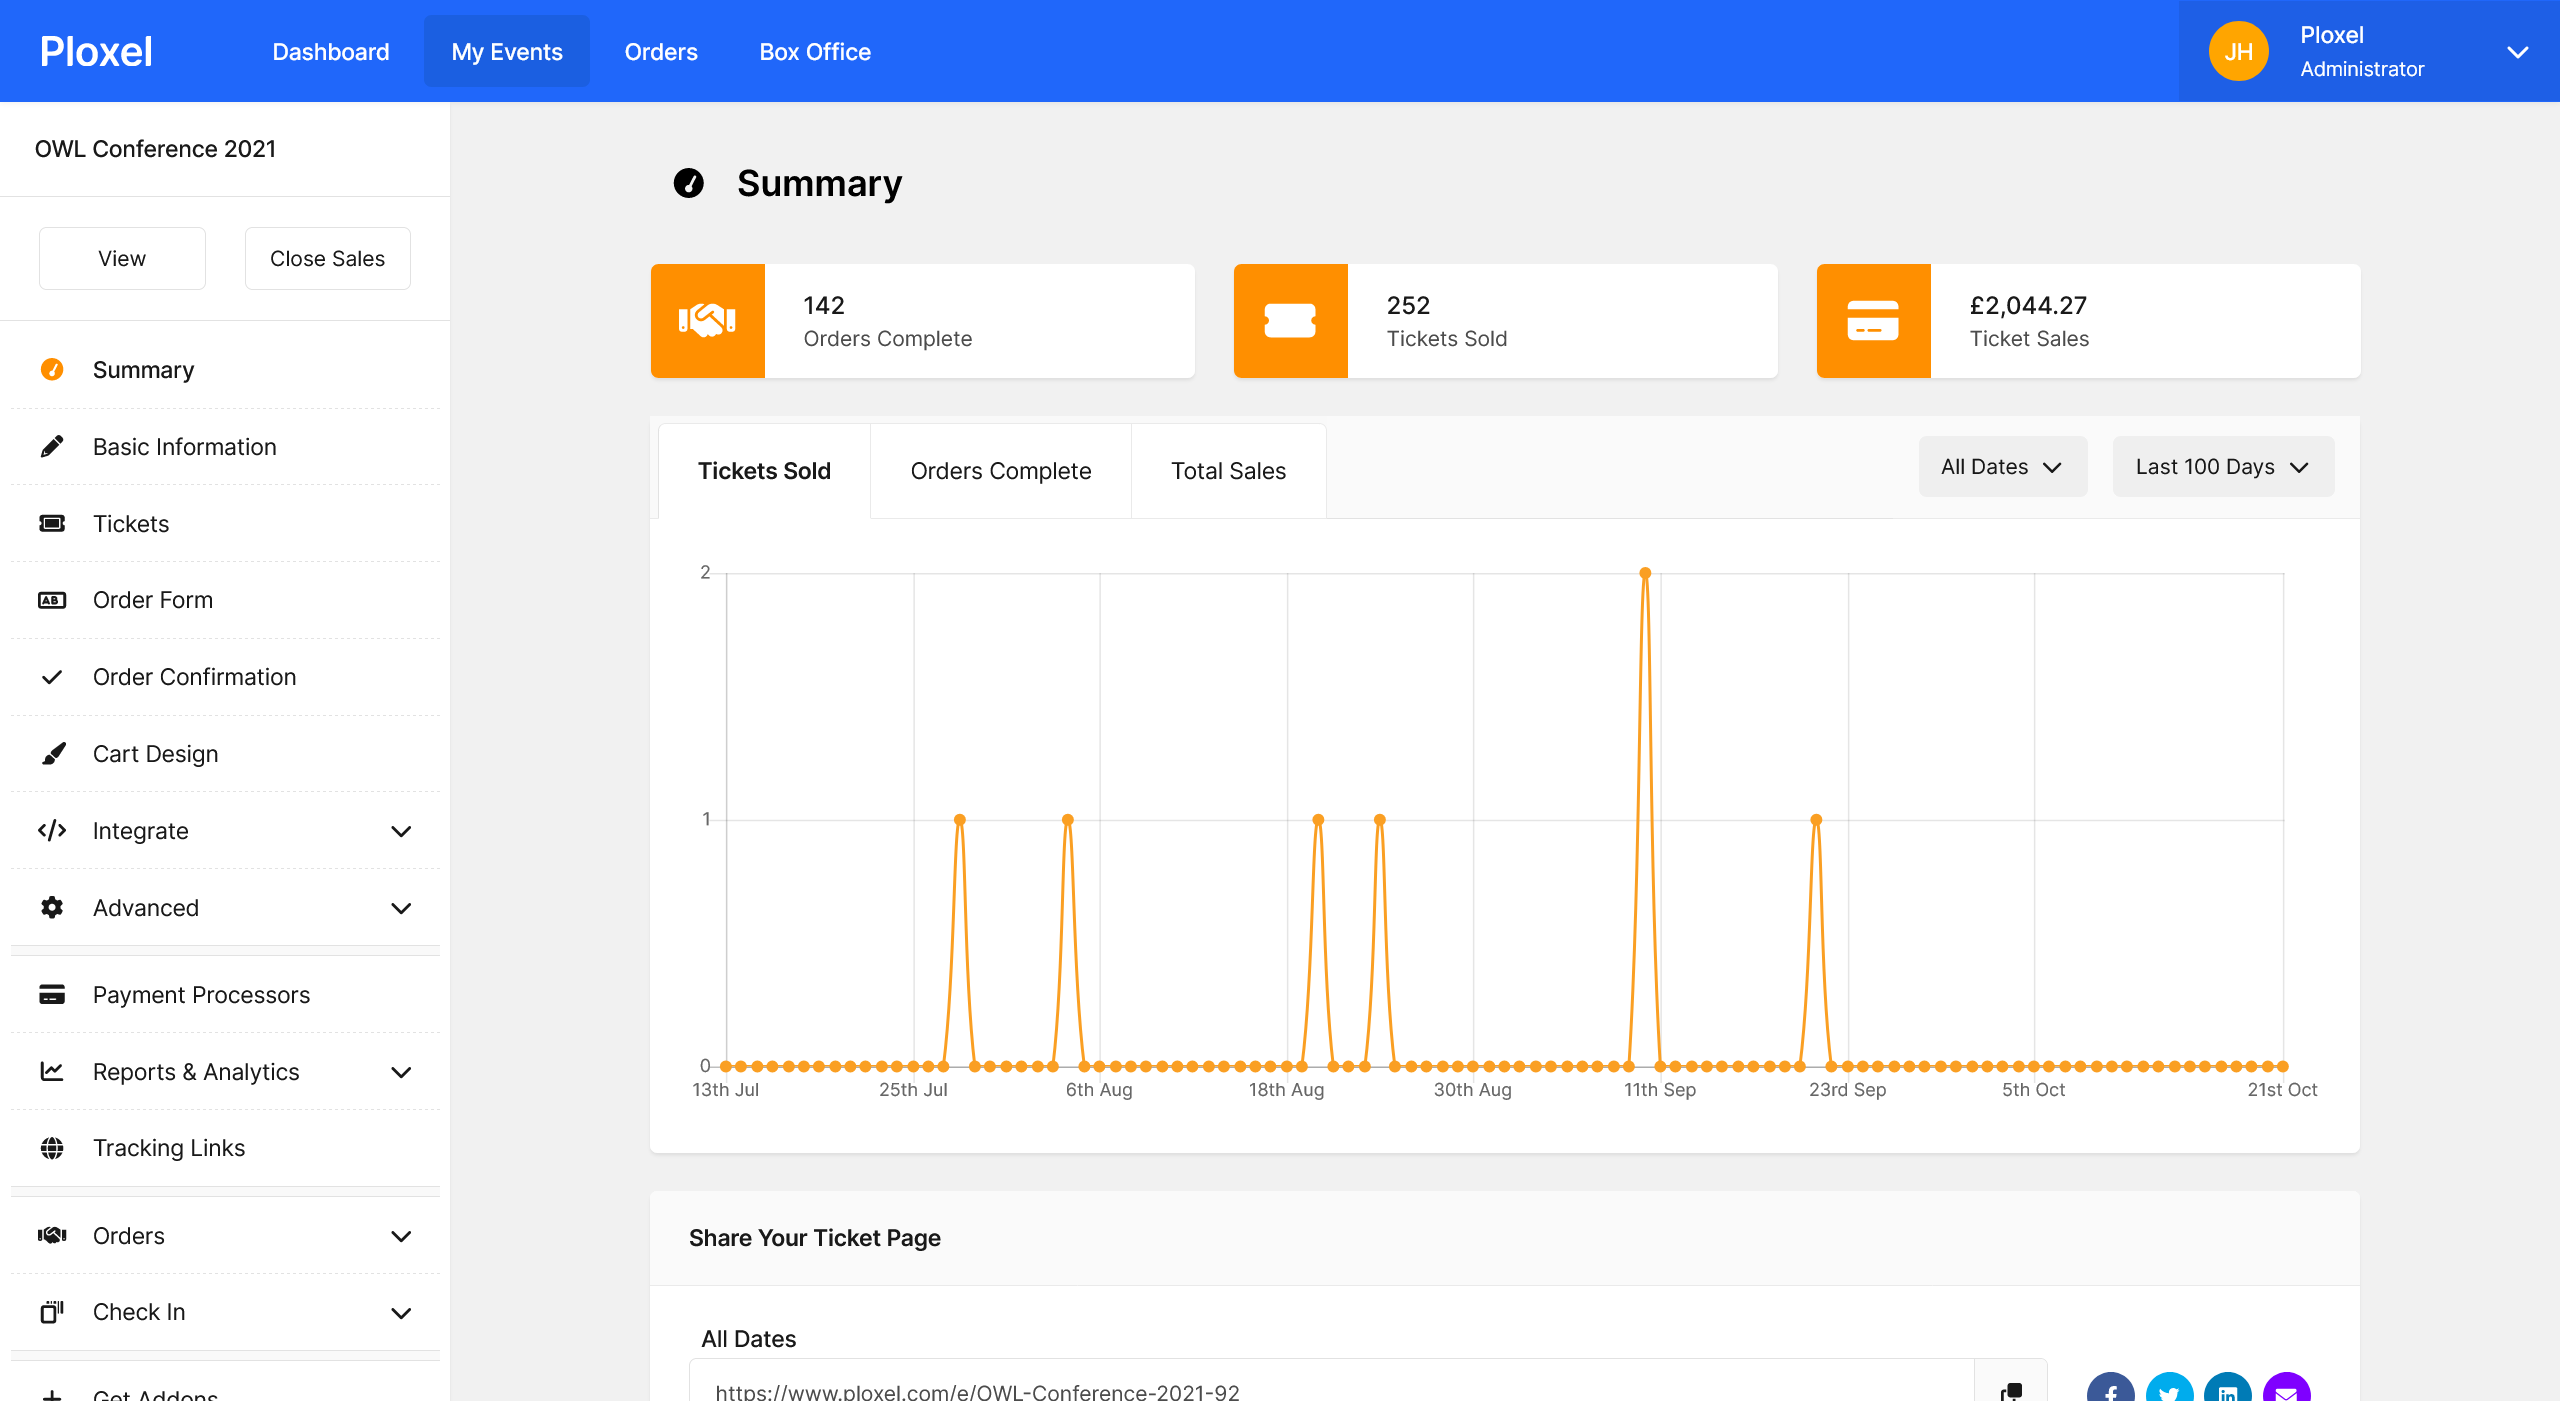 Ploxel
Dashboard
My Events
Orders
Box Office
JH
Ploxel
Administrator
OWL Conference 2021
View
Close Sales
Summary
Basic Information
Tickets
AB
Order Form
Order Confirmation
Cart Design
Integrate
Advanced
Payment Processors
Reports & Analytics
Tracking Links
Orders
Check In
Get Addons
Summary
142
Orders Complete
252
Tickets Sold
£2,044.27
Ticket Sales
Tickets Sold
Orders Complete
Total Sales
All Dates
Last 100 Days
2
1
0
13th Jul
25th Jul
6th Aug
18th Aug
30th Aug
11th Sep
23rd Sep
5th Oct
21st Oct
Share Your Ticket Page
All Dates
https://www.ploxel.com/e/OWL-Conference-2021-92